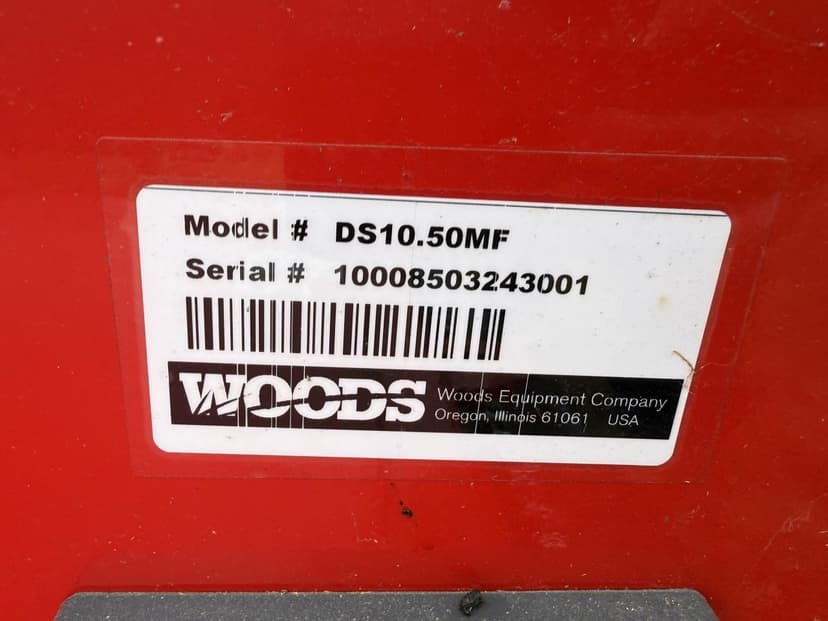 Model # DS10.50MF
Serial # 10008503243001
WOODS
Woods Equipment Company
Oregon, Illinois 61061 USA